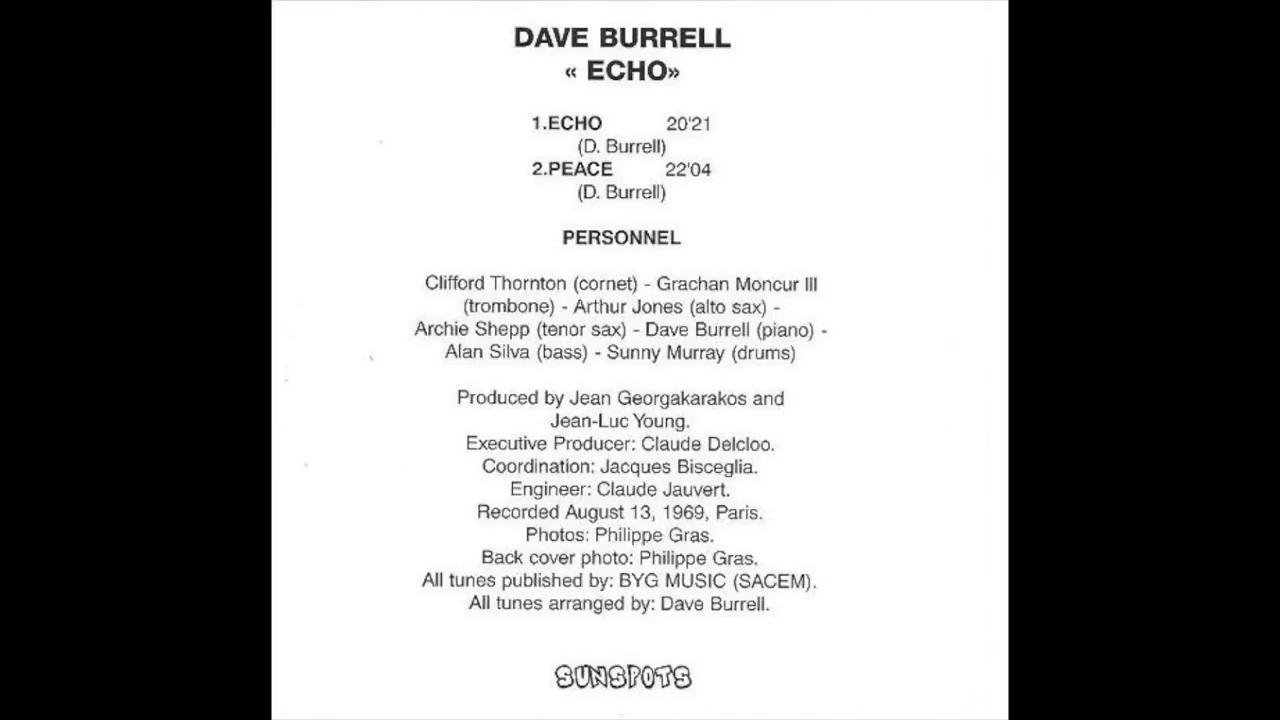 DAVE BURRELL
« ECHO»
1.ECHO 20'21
(D. Burrell)
2.PEACE 22'04
(D. Burrell)
PERSONNEL
Clifford Thornton (cornet) - Grachan Moncur III
(trombone) - Arthur Jones (alto sax) -
Archie Shepp (tenor sax) - Dave Burrell (piano) -
Alan Silva (bass) - Sunny Murray (drums)
Produced by Jean Georgakarakos and
Jean-Luc Young.
Executive Producer: Claude Delcloo.
Coordination: Jacques Bisceglia.
Engineer: Claude Jauvert.
Recorded August 13, 1969, Paris.
Photos: Philippe Gras.
Back cover photo: Philippe Gras.
All tunes published by: BYG MUSIC (SACEM).
All tunes arranged by: Dave Burrell.
SUNSPOTS